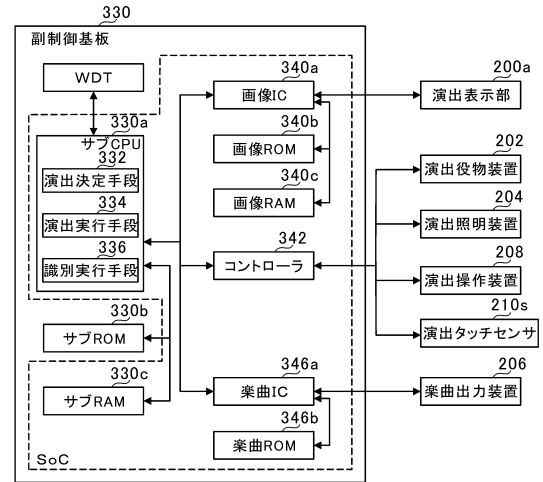 330
副制御基板
WDT
330a
サブCPU
332
演出決定手段
334
演出実行手段
336
識別実行手段
330b
サブROM
330c
サブRAM
SoC
340a
画像IC
340b
画像ROM
340c
画像RAM
342
コントローラ
346a
楽曲IC
346b
楽曲ROM
200a
演出表示部
202
演出役物装置
204
演出照明装置
208
演出操作装置
210s
演出タッチセンサ
206
楽曲出力装置